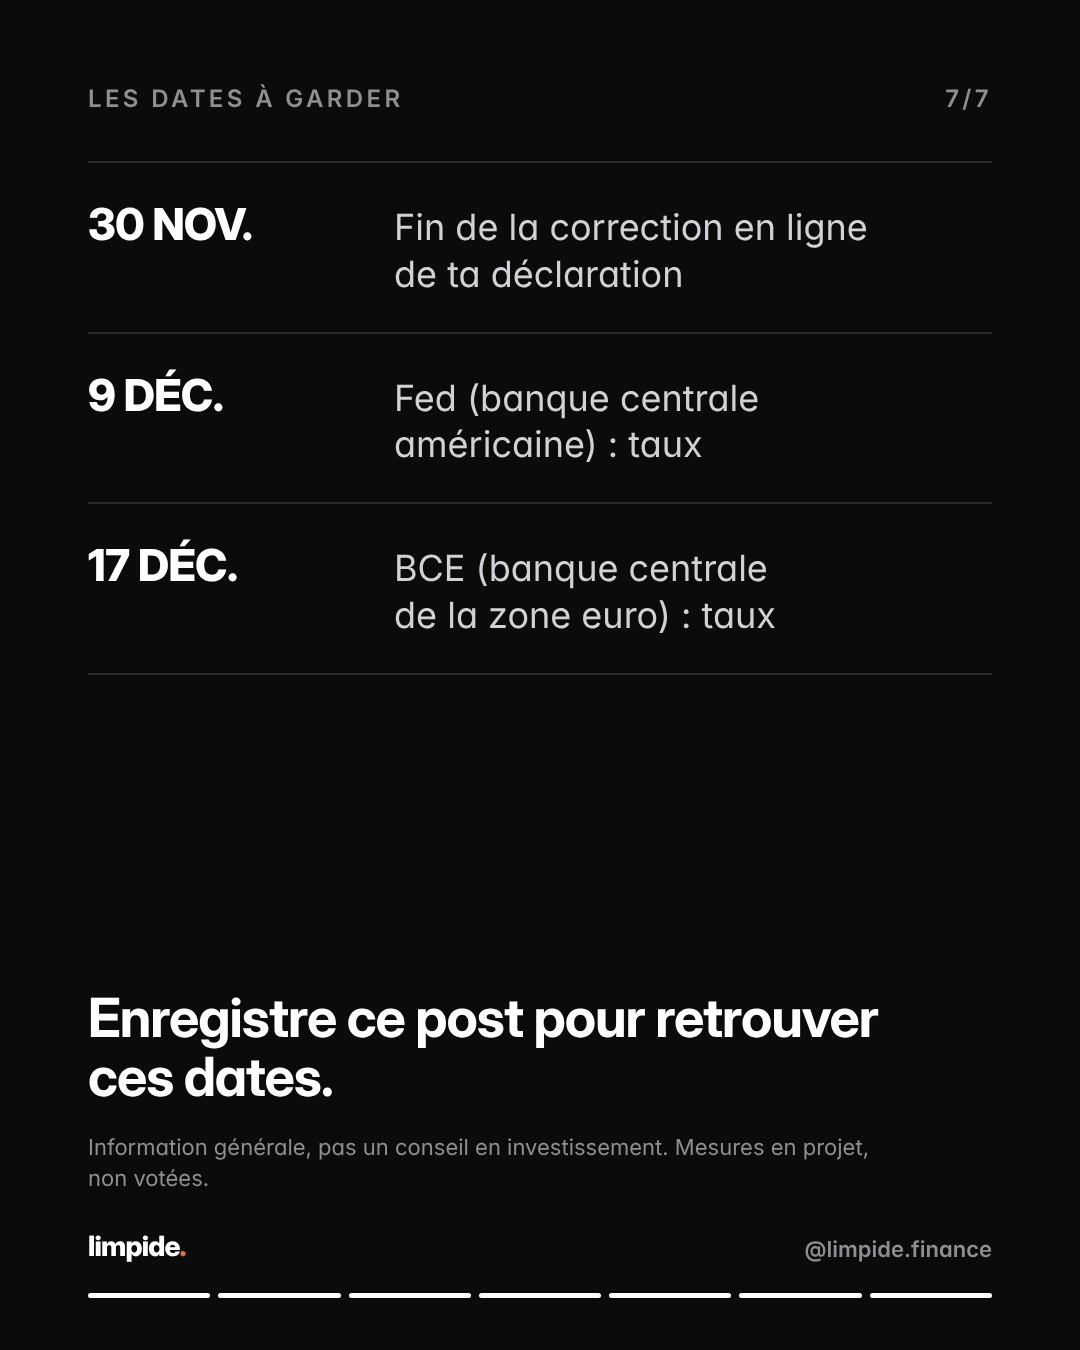 LES DATES À GARDER
7/7
30 NOV.
Fin de la correction en ligne
de ta déclaration
9 DÉC.
Fed (banque centrale
américaine) : taux
17 DÉC.
BCE (banque centrale
de la zone euro) : taux
Enregistre ce post pour retrouver
ces dates.
Information générale, pas un conseil en investissement. Mesures en projet,
non votées.
limpide.
@limpide.finance